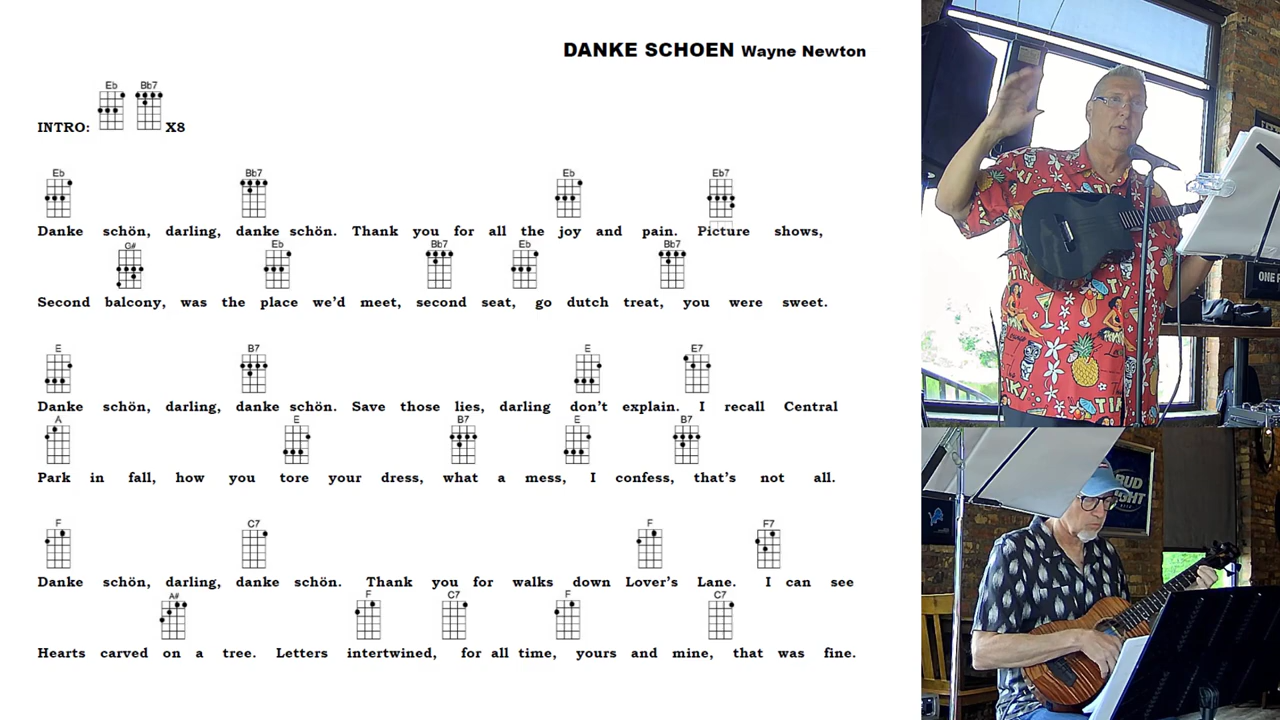 DANKE SCHOEN Wayne Newton
Eb Bb7
INTRO: X8
Eb Bb7 Eb Eb7
Danke schön, darling, danke schön. Thank you for all the joy and pain. Picture shows,
G# Eb Bb7 Eb Bb7
Second balcony, was the place we'd meet, second seat, go dutch treat, you were sweet.
E B7 E E7
Danke schön, darling, danke schön. Save those lies, darling don't explain. I recall Central
A E B7 E B7
Park in fall, how you tore your dress, what a mess, I confess, that's not all.
F C7 F F7
Danke schön, darling, danke schön. Thank you for walks down Lover's Lane. I can see
A# F C7 F C7
Hearts carved on a tree. Letters intertwined, for all time, yours and mine, that was fine.